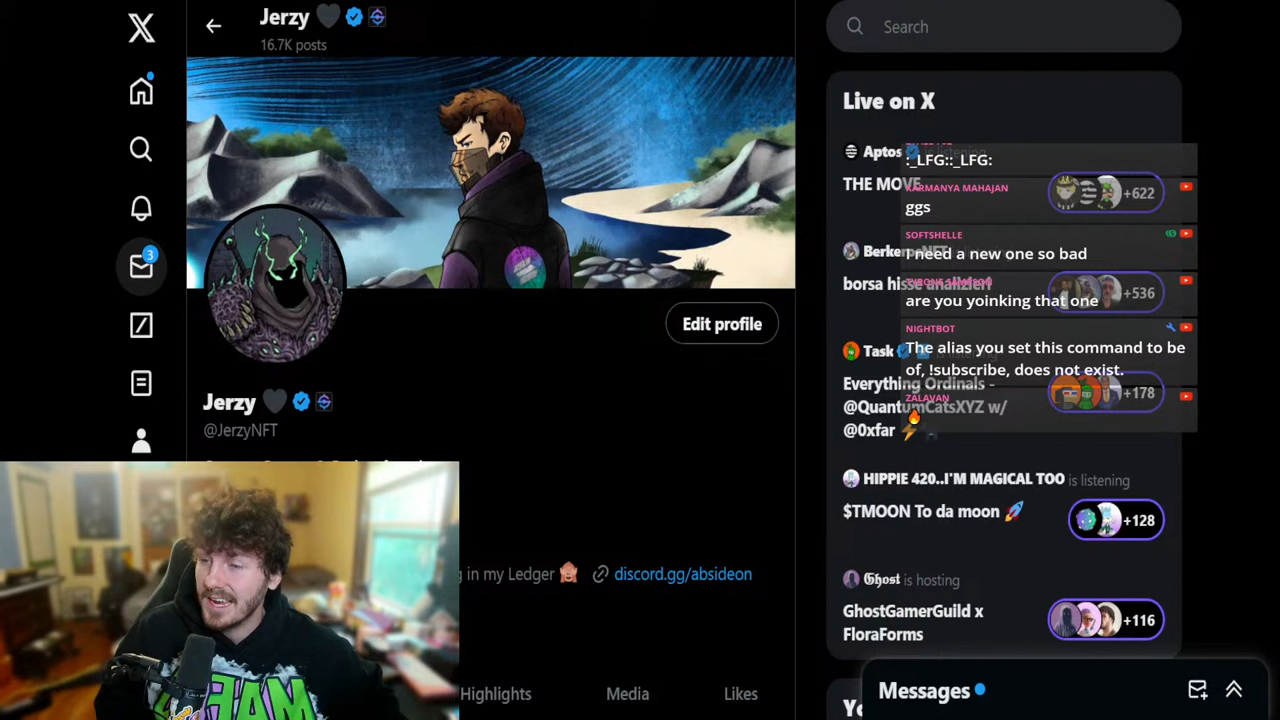 Jerzy
16.7K posts
Edit profile
Jerzy
@JerzyNFT
in my Ledger
discord.gg/absideon
Highlights
Media
Likes
Search
Live on X
Aptos
THE MOVE
+622
borsa hisse
+536
Task
Everything Ordinals -
@QuantumCatsXYZ w/
@0xfar
+178
HIPPIE 420..I'M MAGICAL TOO is listening
$TMOON To da moon
+128
Ghost is hosting
GhostGamerGuild x
FloraForms
+116
:_LFG::_LFG:
KARMANYA MAHAJAN
ggs
SOFTSHELLE
I need a new one so bad
are you yoinking that one
NIGHTBOT
The alias you set this command to be
of, !subscribe, does not exist.
ZALAVAN
Messages
3
X